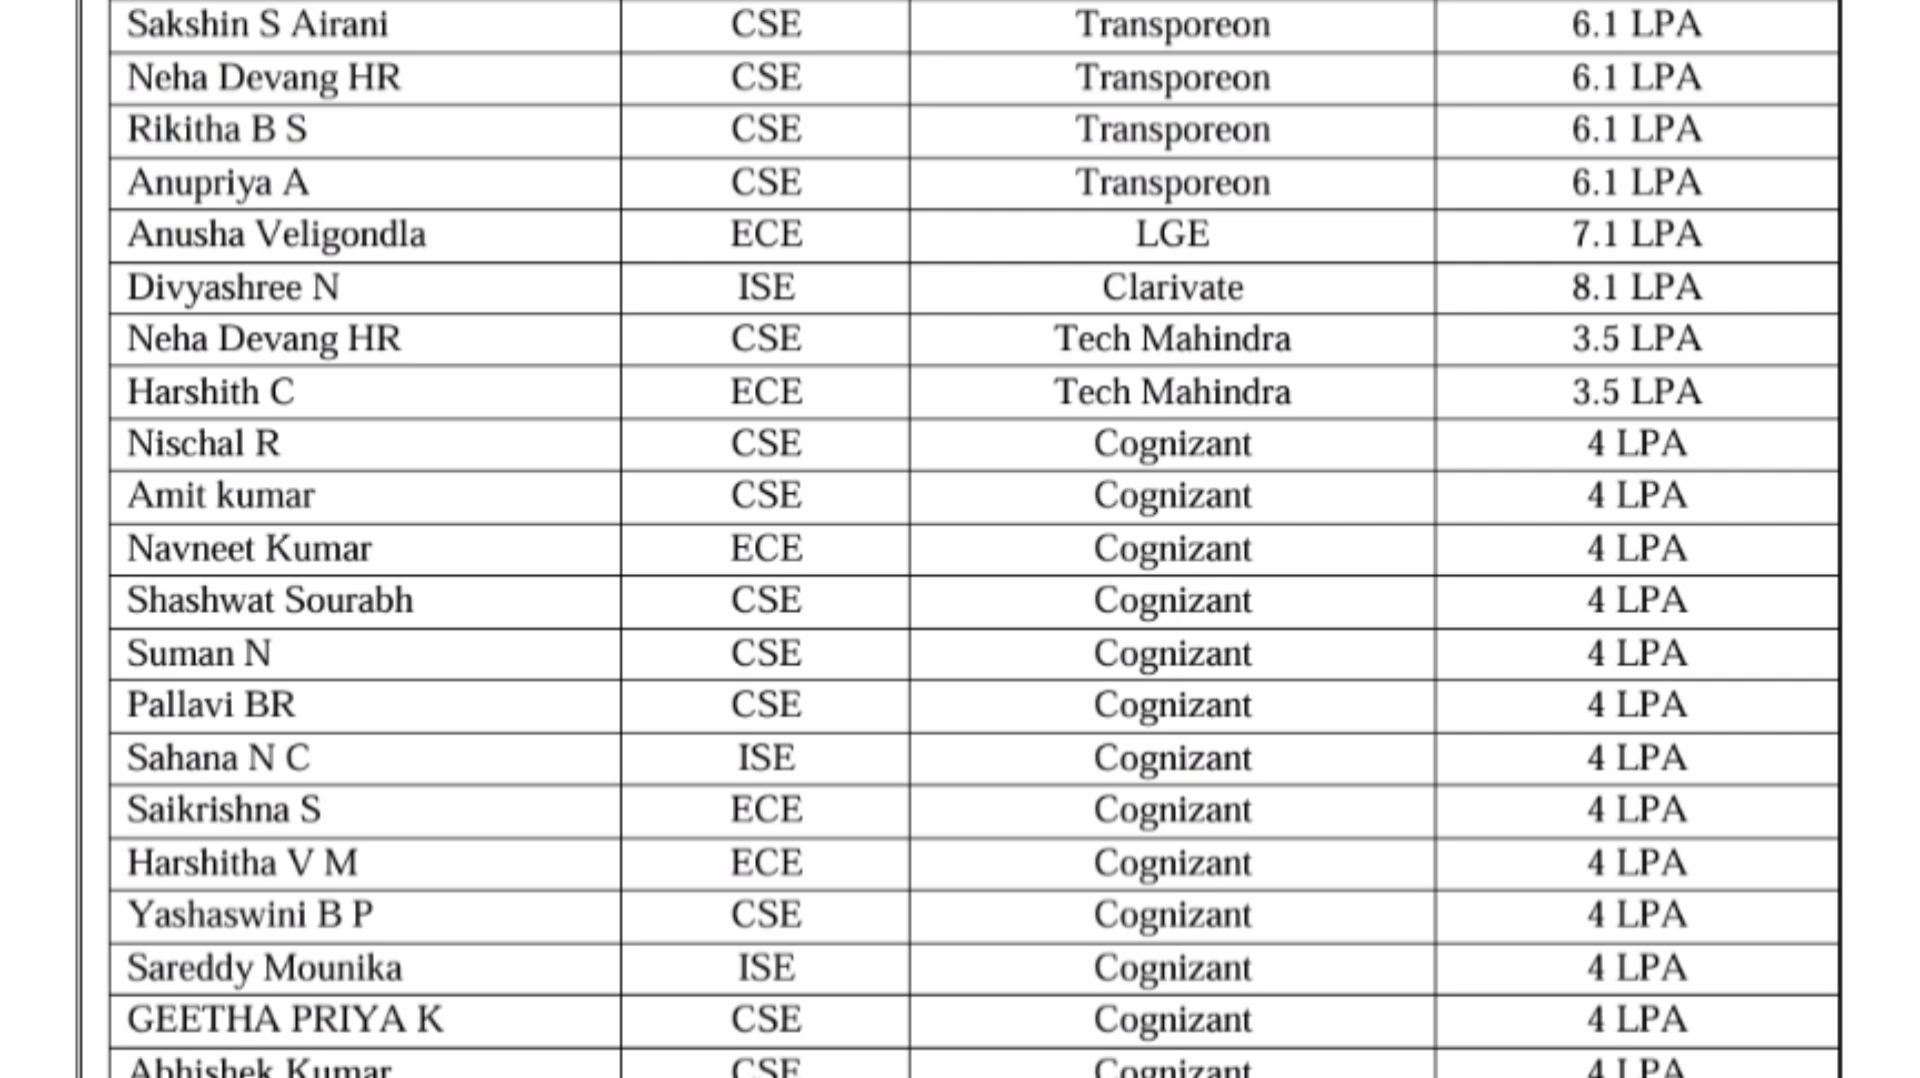 Sakshin S Airani CSE Transporeon 6.1 LPA
Neha Devang HR CSE Transporeon 6.1 LPA
Rikitha B S CSE Transporeon 6.1 LPA
Anupriya A CSE Transporeon 6.1 LPA
Anusha Veligondla ECE LGE 7.1 LPA
Divyashree N ISE Clarivate 8.1 LPA
Neha Devang HR CSE Tech Mahindra 3.5 LPA
Harshith C ECE Tech Mahindra 3.5 LPA
Nischal R CSE Cognizant 4 LPA
Amit kumar CSE Cognizant 4 LPA
Navneet Kumar ECE Cognizant 4 LPA
Shashwat Sourabh CSE Cognizant 4 LPA
Suman N CSE Cognizant 4 LPA
Pallavi BR CSE Cognizant 4 LPA
Sahana N C ISE Cognizant 4 LPA
Saikrishna S ECE Cognizant 4 LPA
Harshitha V M ECE Cognizant 4 LPA
Yashaswini B P CSE Cognizant 4 LPA
Sareddy Mounika ISE Cognizant 4 LPA
GEETHA PRIYA K CSE Cognizant 4 LPA
Abhishek Kumar CSE Cognizant 4 LPA